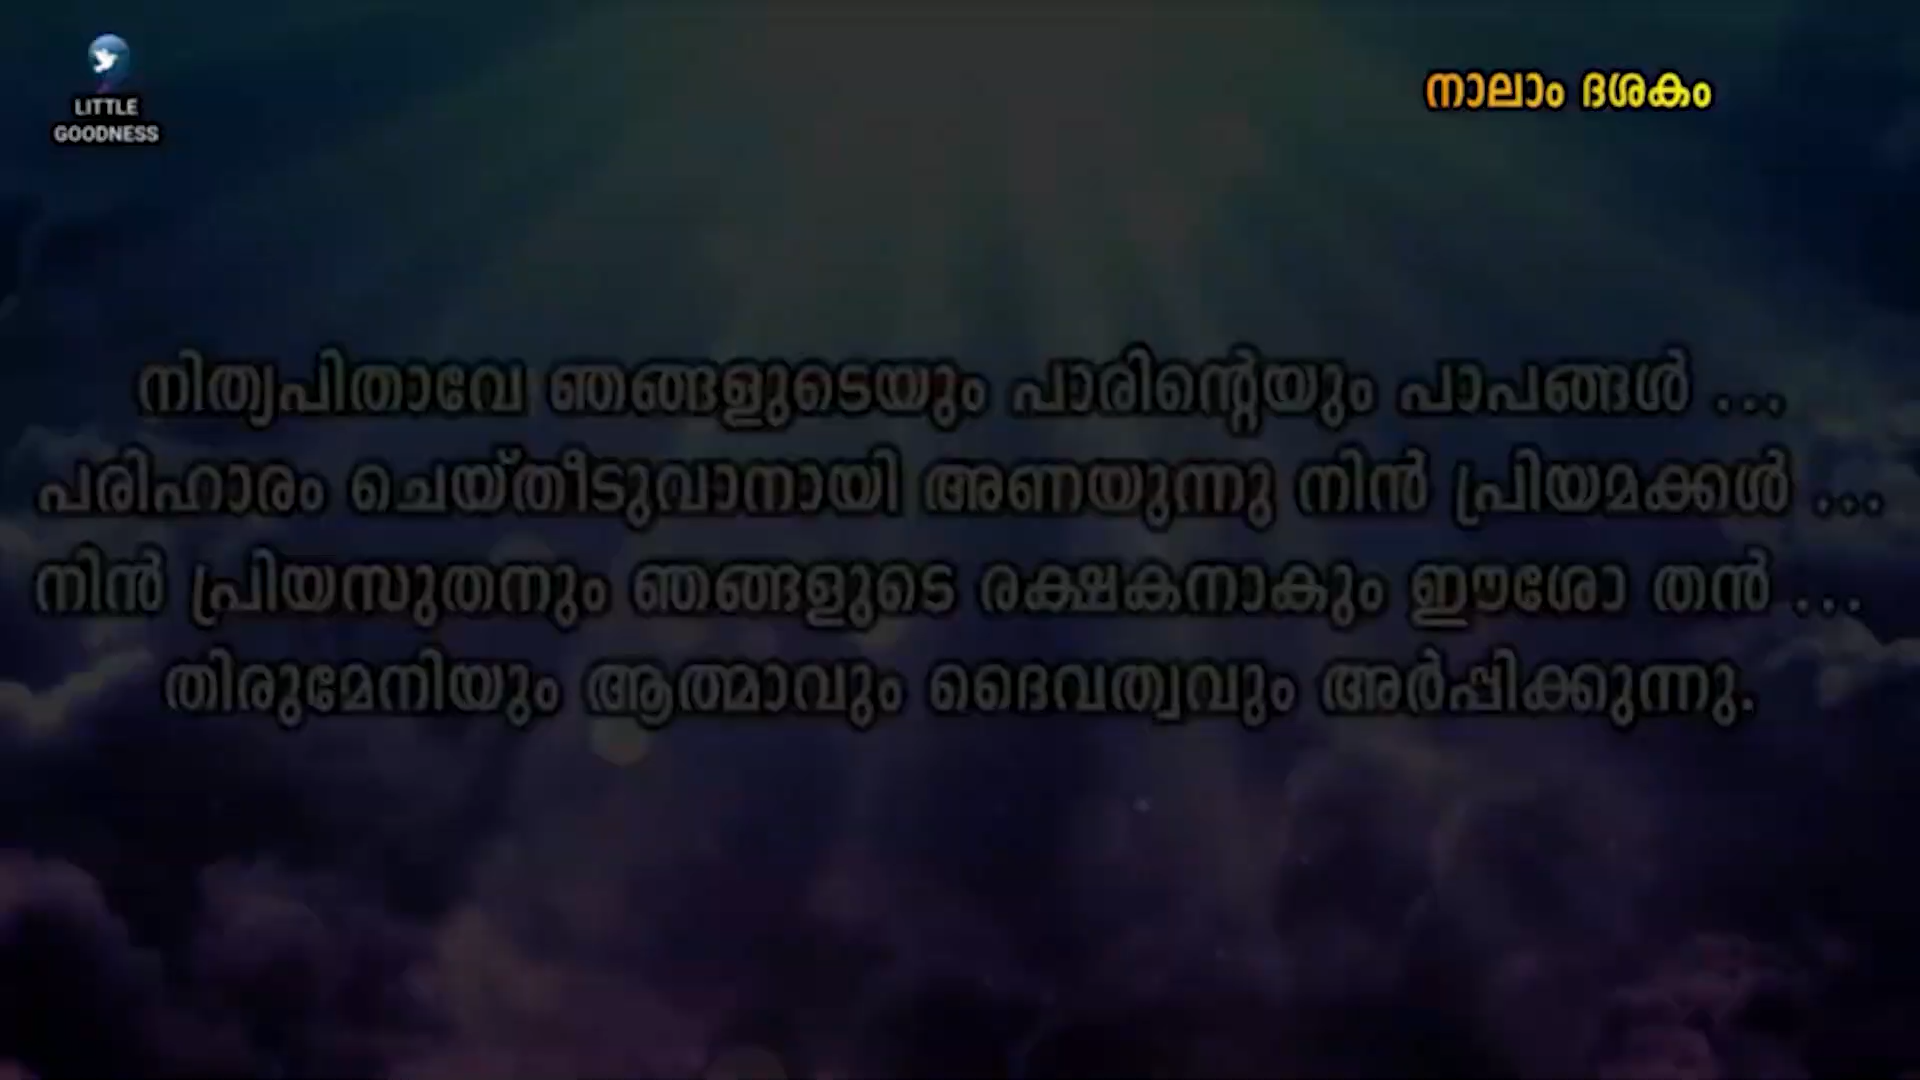 LITTLE
GOODNESS
നാലാം ദശകം
നിത്യപിതാവേ ഞങ്ങളുടെയും പാരിന്റെയും പാപങ്ങൾ ...
പരിഹാരം ചെയ്തീടുവാനായി അണയുന്നു നിൻ പ്രിയമക്കൾ ...
നിൻ പ്രിയസുതനും ഞങ്ങളുടെ രക്ഷകനാകും ഈശോ തൻ ...
തിരുമേനിയും ആത്മാവും ദൈവത്വവും അർപ്പിക്കുന്നു.